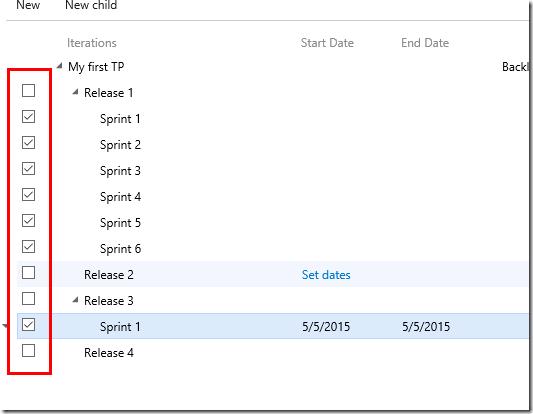 New New child
Iterations Start Date End Date
My first TP Backl
Release 1
Sprint 1
Sprint 2
Sprint 3
Sprint 4
Sprint 5
Sprint 6
Release 2 Set dates
Release 3
Sprint 1 5/5/2015 5/5/2015
Release 4